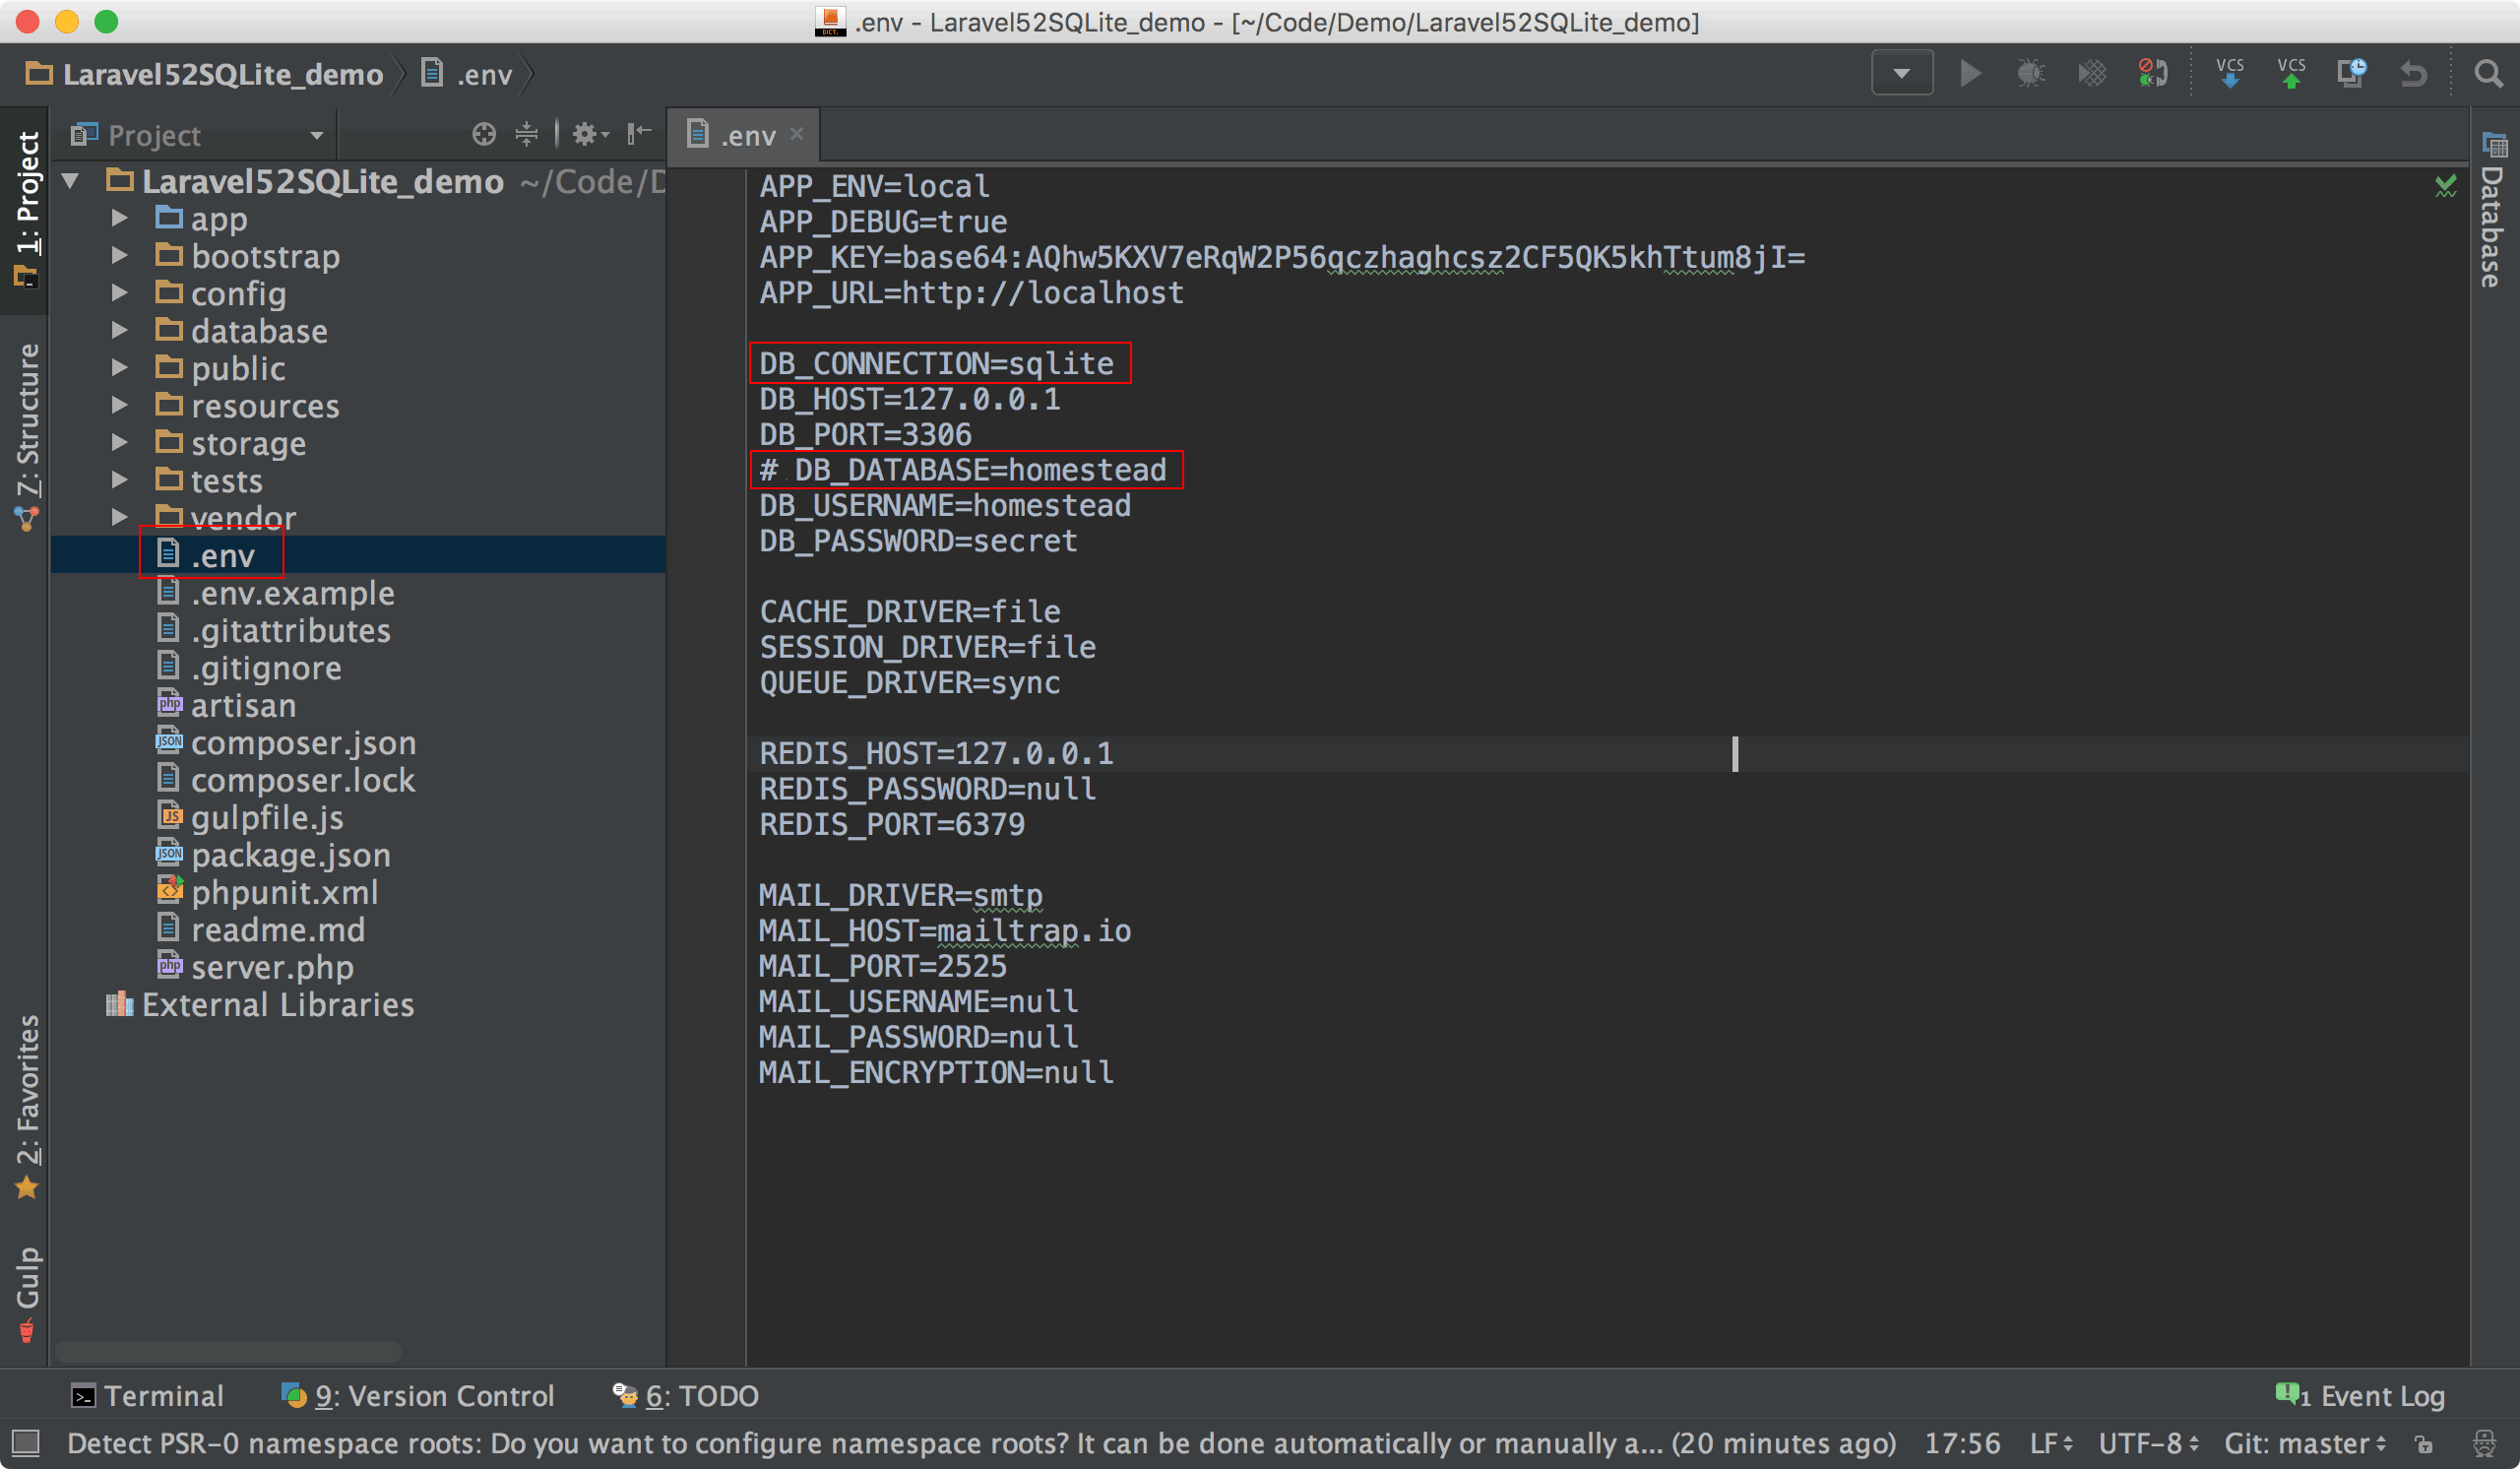 .env - Laravel52SQLite_demo - [~/Code/Demo/Laravel52SQLite_demo]
Laravel52SQLite_demo .env
VCS VCS
1: Project
7: Structure
2: Favorites
Gulp
Project
Laravel52SQLite_demo ~/Code/D
app
bootstrap
config
database
public
resources
storage
tests
vendor
.env
.env.example
.gitattributes
.gitignore
artisan
composer.json
composer.lock
gulpfile.js
package.json
phpunit.xml
readme.md
server.php
External Libraries
.env
APP_ENV=local
APP_DEBUG=true
APP_KEY=base64:AQhw5KXV7eRqW2P56qczhaghcsz2CF5QK5khTtum8jI=
APP_URL=http://localhost
DB_CONNECTION=sqlite
DB_HOST=127.0.0.1
DB_PORT=3306
# DB_DATABASE=homestead
DB_USERNAME=homestead
DB_PASSWORD=secret
CACHE_DRIVER=file
SESSION_DRIVER=file
QUEUE_DRIVER=sync
REDIS_HOST=127.0.0.1
REDIS_PASSWORD=null
REDIS_PORT=6379
MAIL_DRIVER=smtp
MAIL_HOST=mailtrap.io
MAIL_PORT=2525
MAIL_USERNAME=null
MAIL_PASSWORD=null
MAIL_ENCRYPTION=null
Database
Terminal 9: Version Control 6: TODO 1 Event Log
Detect PSR-0 namespace roots: Do you want to configure namespace roots? It can be done automatically or manually a... (20 minutes ago) 17:56 LF UTF-8 Git: master